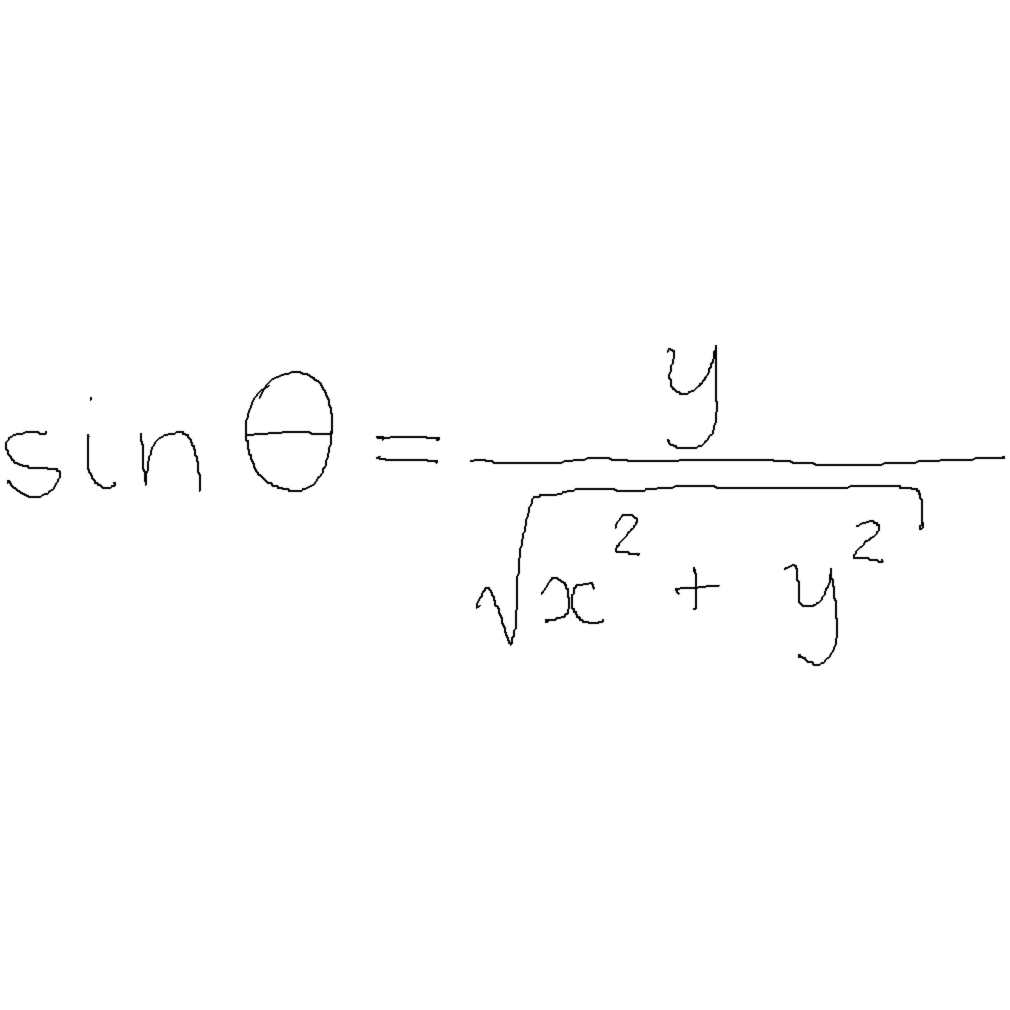 sin θ = y / √(x² + y²)